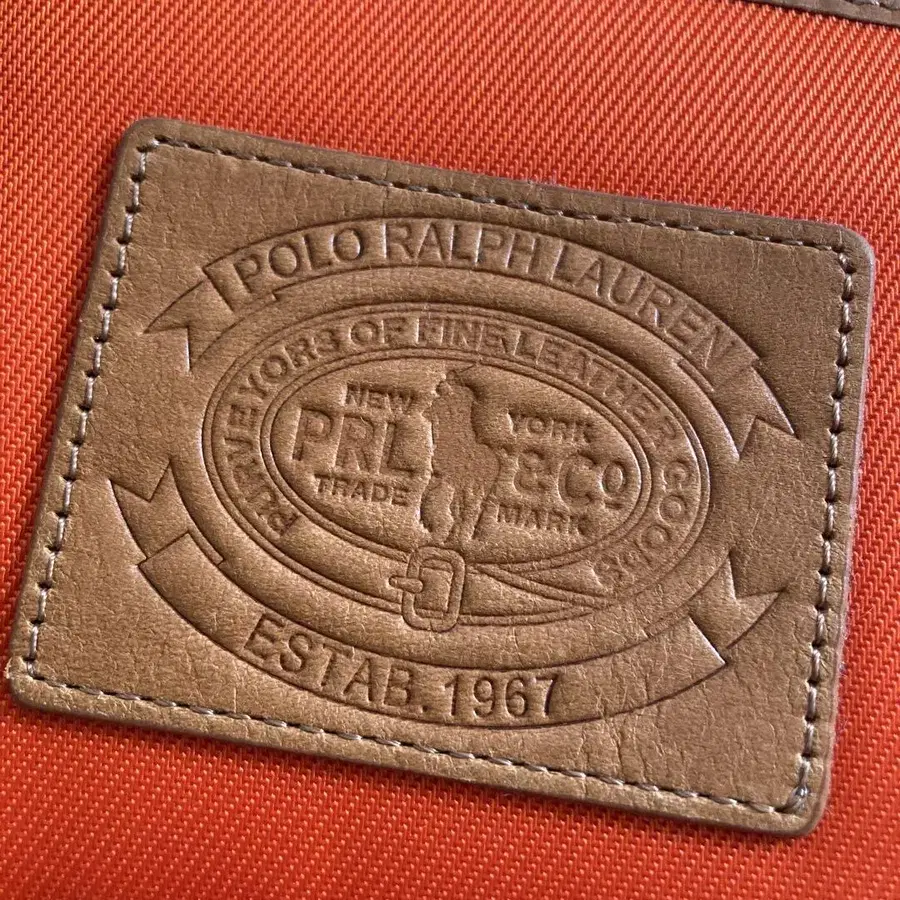 POLO RALPH LAUREN
PURVEYORS OF FINE LEATHER GOODS
NEW YORK
PRL &Co
TRADE MARK
ESTAB. 1967